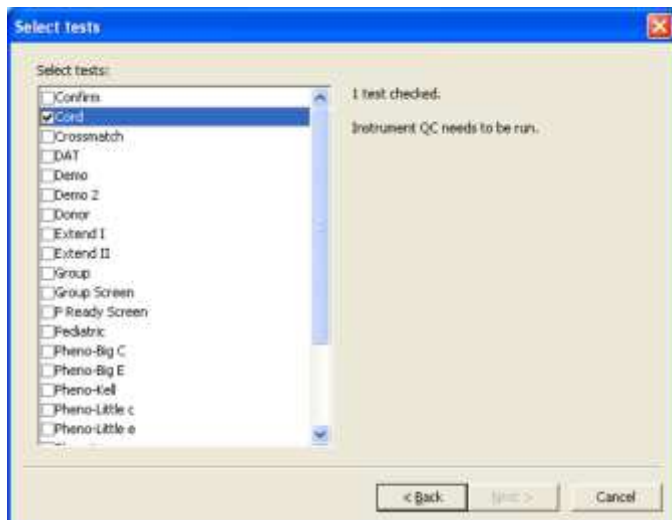 Select tests
Select tests:
Confirm
Cord
Crossmatch
DAT
Demo
Demo 2
Donor
Extend I
Extend II
Group
Group Screen
P Ready Screen
Pediatric
Pheno-Big C
Pheno-Big E
Pheno-Kell
Pheno-Little c
Pheno-Little e
1 test checked.
Instrument QC needs to be run.
< Back
Next >
Cancel